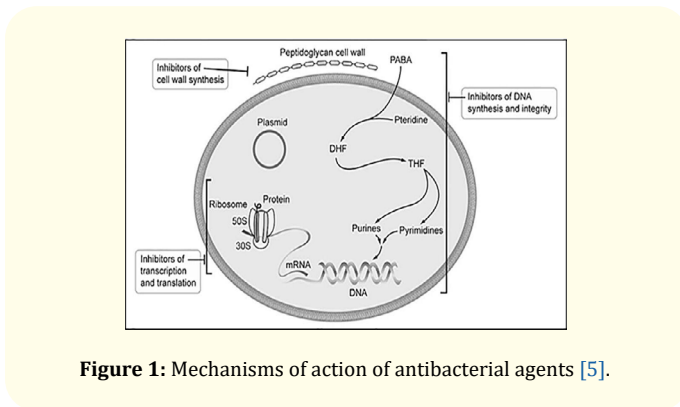 Peptidoglycan cell wall
Inhibitors of
cell wall synthesis
PABA
Inhibitors of DNA
synthesis and integrity
Plasmid
Pteridine
DHF
THF
Ribosome
Protein
50S
30S
Purines
Pyrimidines
Inhibitors of
transcription
and translation
mRNA
DNA
Figure 1: Mechanisms of action of antibacterial agents [5].